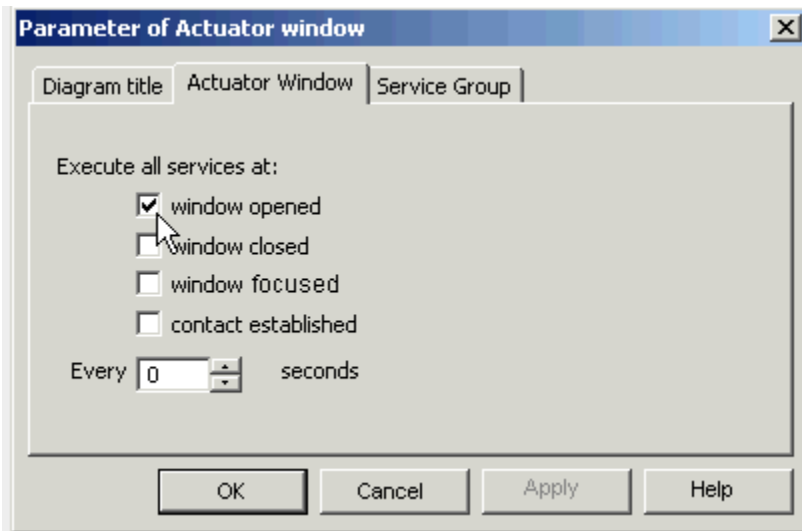 Parameter of Actuator window
Diagram title Actuator Window Service Group
Execute all services at:
window opened
window closed
window focused
contact established
Every 0 seconds
OK Cancel Apply Help